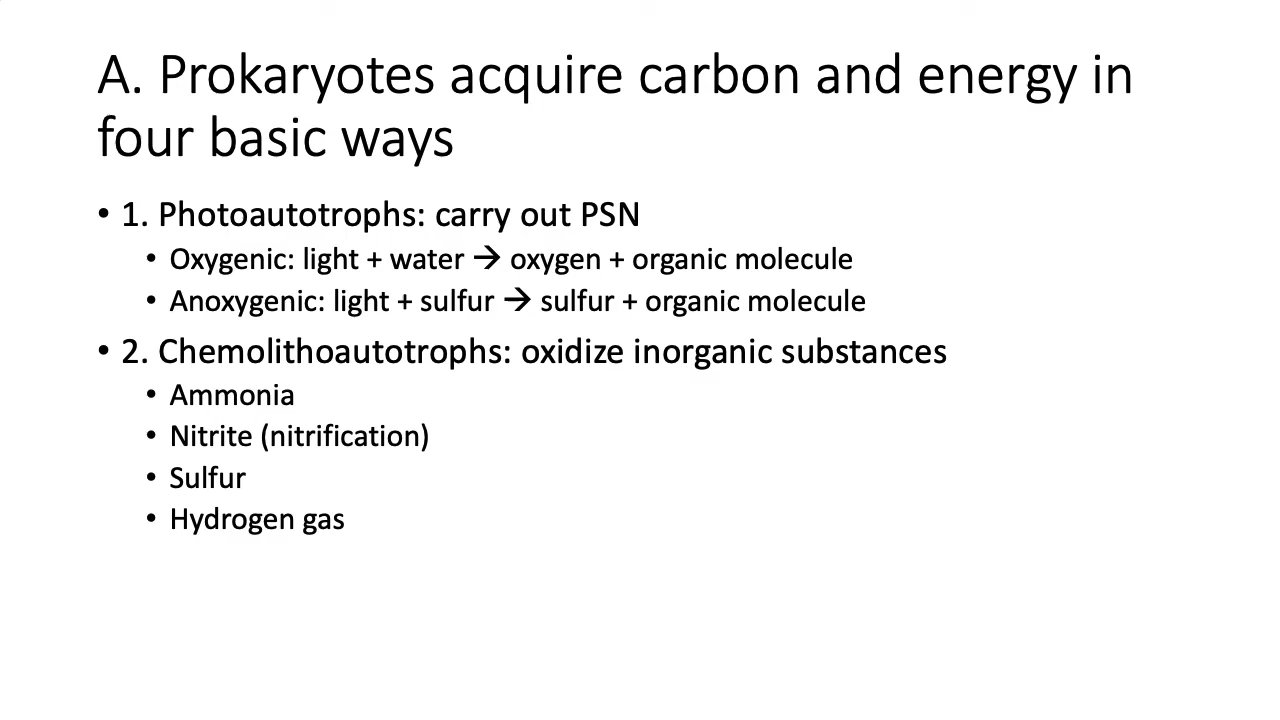 A. Prokaryotes acquire carbon and energy in
four basic ways
• 1. Photoautotrophs: carry out PSN
• Oxygenic: light + water → oxygen + organic molecule
• Anoxygenic: light + sulfur → sulfur + organic molecule
• 2. Chemolithoautotrophs: oxidize inorganic substances
• Ammonia
• Nitrite (nitrification)
• Sulfur
• Hydrogen gas